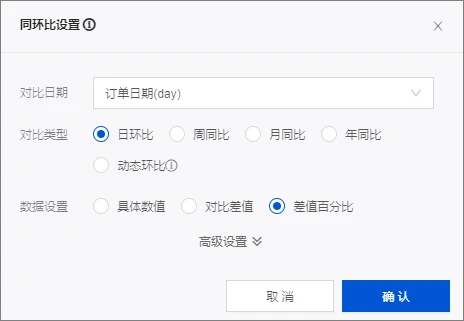 同环比设置
对比日期 订单日期(day)
对比类型 日环比 周同比 月同比 年同比
动态环比
数据设置 具体数值 对比差值 差值百分比
高级设置
取消 确认